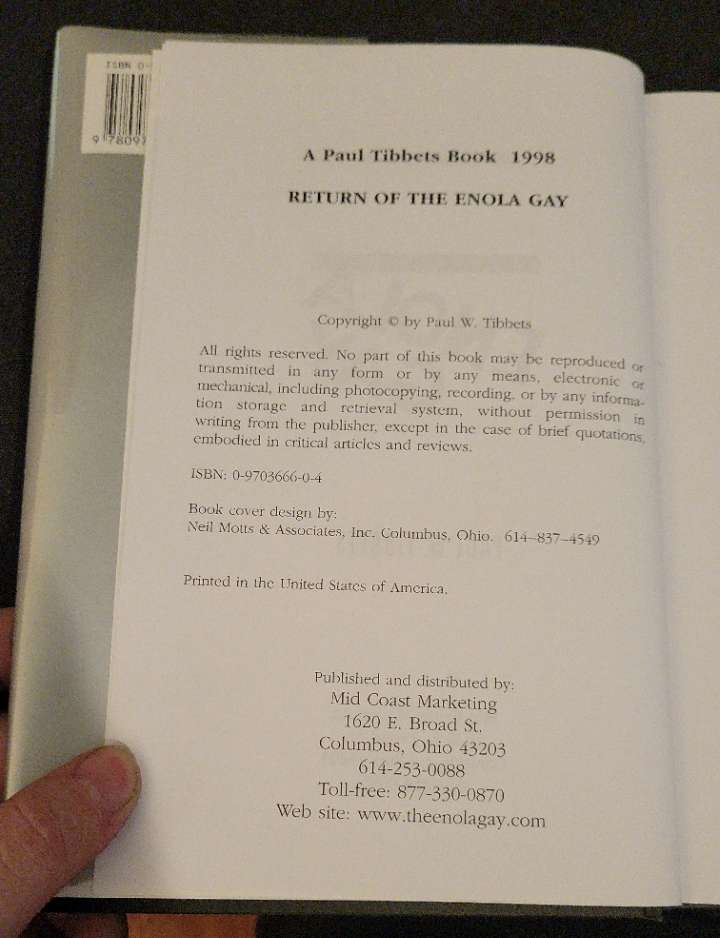 ISBN 0-
9 78097
A Paul Tibbets Book 1998
RETURN OF THE ENOLA GAY
Copyright © by Paul W. Tibbets
All rights reserved. No part of this book may be reproduced or
transmitted in any form or by any means, electronic or
mechanical, including photocopying, recording, or by any informa-
tion storage and retrieval system, without permission in
writing from the publisher, except in the case of brief quotations,
embodied in critical articles and reviews.
ISBN: 0-9703666-0-4
Book cover design by:
Neil Motts & Associates, Inc. Columbus, Ohio. 614–837–4549
Printed in the United States of America.
Published and distributed by:
Mid Coast Marketing
1620 E. Broad St.
Columbus, Ohio 43203
614-253-0088
Toll-free: 877-330-0870
Web site: www.theenolagay.com